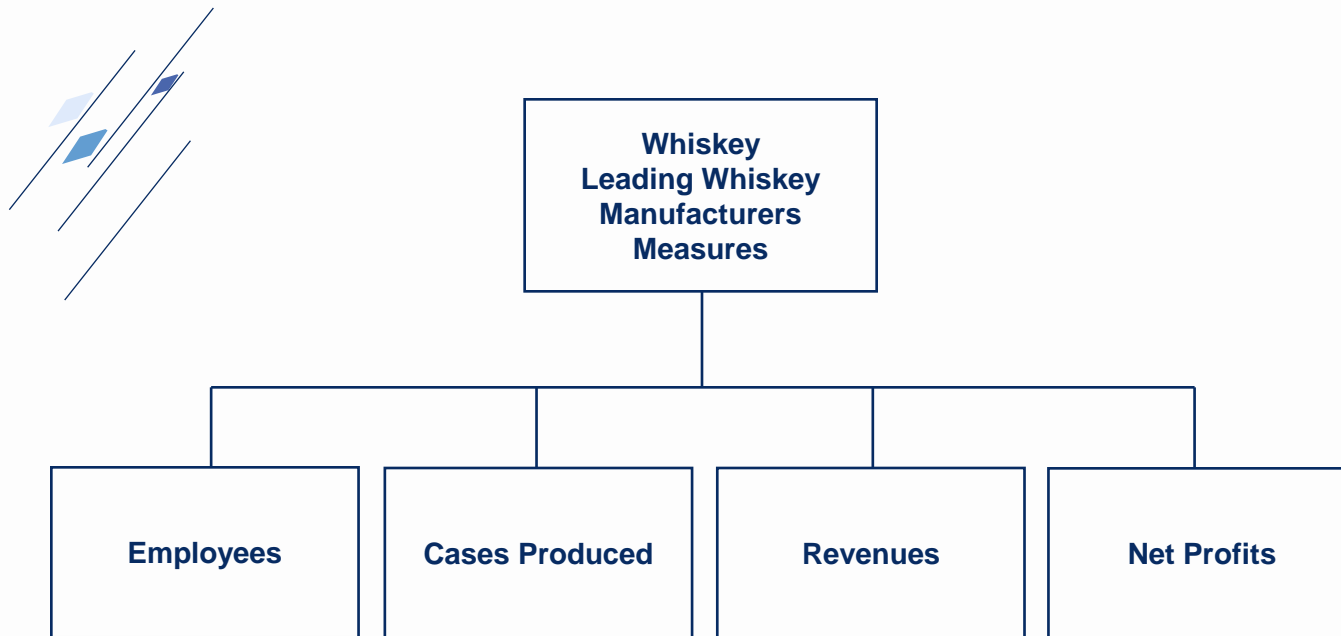 Whiskey
Leading Whiskey
Manufacturers
Measures
Employees
Cases Produced
Revenues
Net Profits